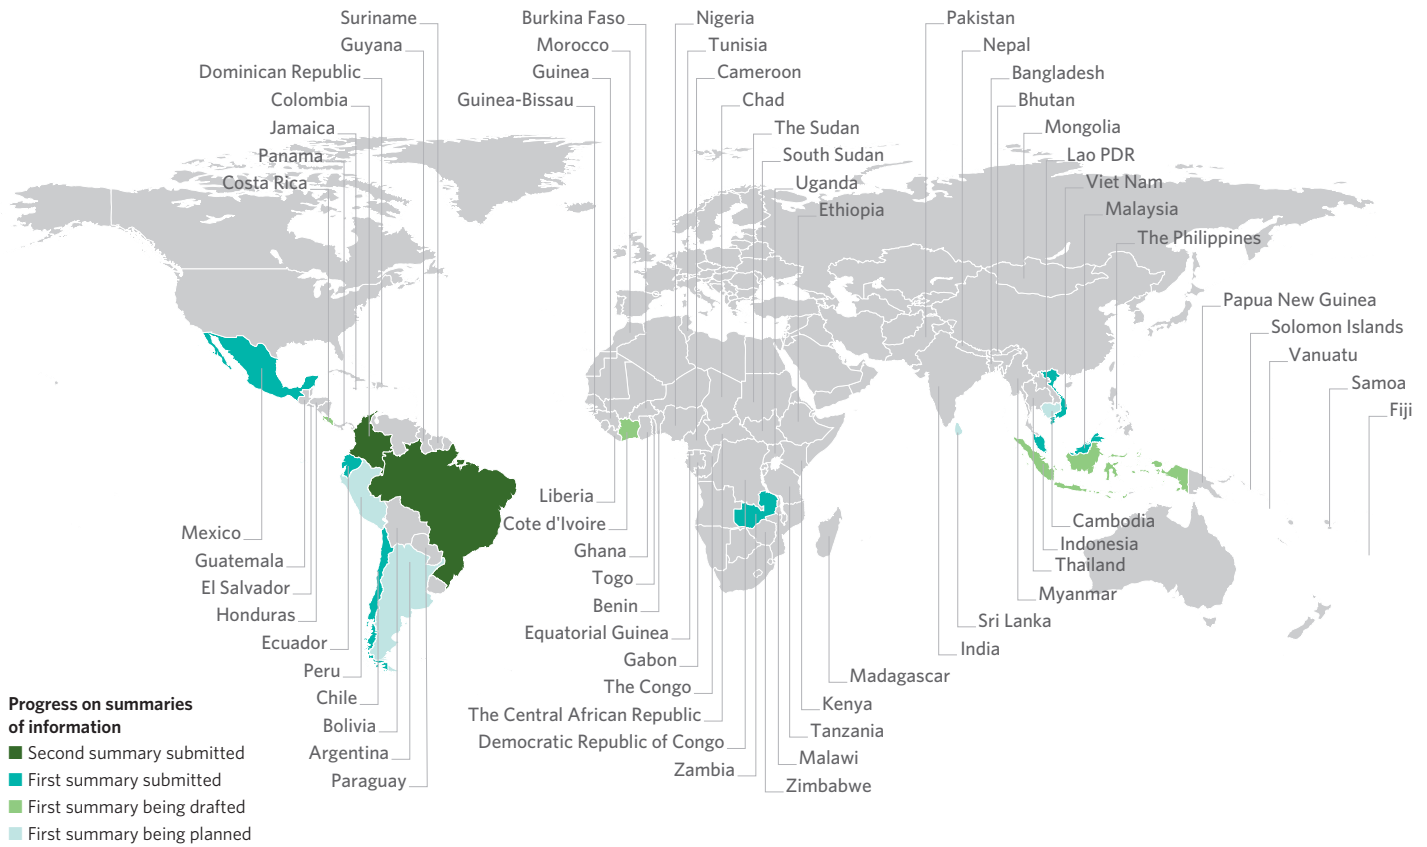 Suriname
Guyana
Dominican Republic
Colombia
Jamaica
Panama
Costa Rica
Burkina Faso
Morocco
Guinea
Guinea-Bissau
Nigeria
Tunisia
Cameroon
Chad
The Sudan
South Sudan
Uganda
Ethiopia
Pakistan
Nepal
Bangladesh
Bhutan
Mongolia
Lao PDR
Viet Nam
Malaysia
The Philippines
Papua New Guinea
Solomon Islands
Vanuatu
Samoa
Fiji
Mexico
Guatemala
El Salvador
Honduras
Ecuador
Peru
Chile
Bolivia
Argentina
Paraguay
Liberia
Cote d'Ivoire
Ghana
Togo
Benin
Equatorial Guinea
Gabon
The Congo
The Central African Republic
Democratic Republic of Congo
Zambia
Madagascar
Kenya
Tanzania
Malawi
Zimbabwe
Cambodia
Indonesia
Thailand
Myanmar
Sri Lanka
India
Progress on summaries
of information
Second summary submitted
First summary submitted
First summary being drafted
First summary being planned